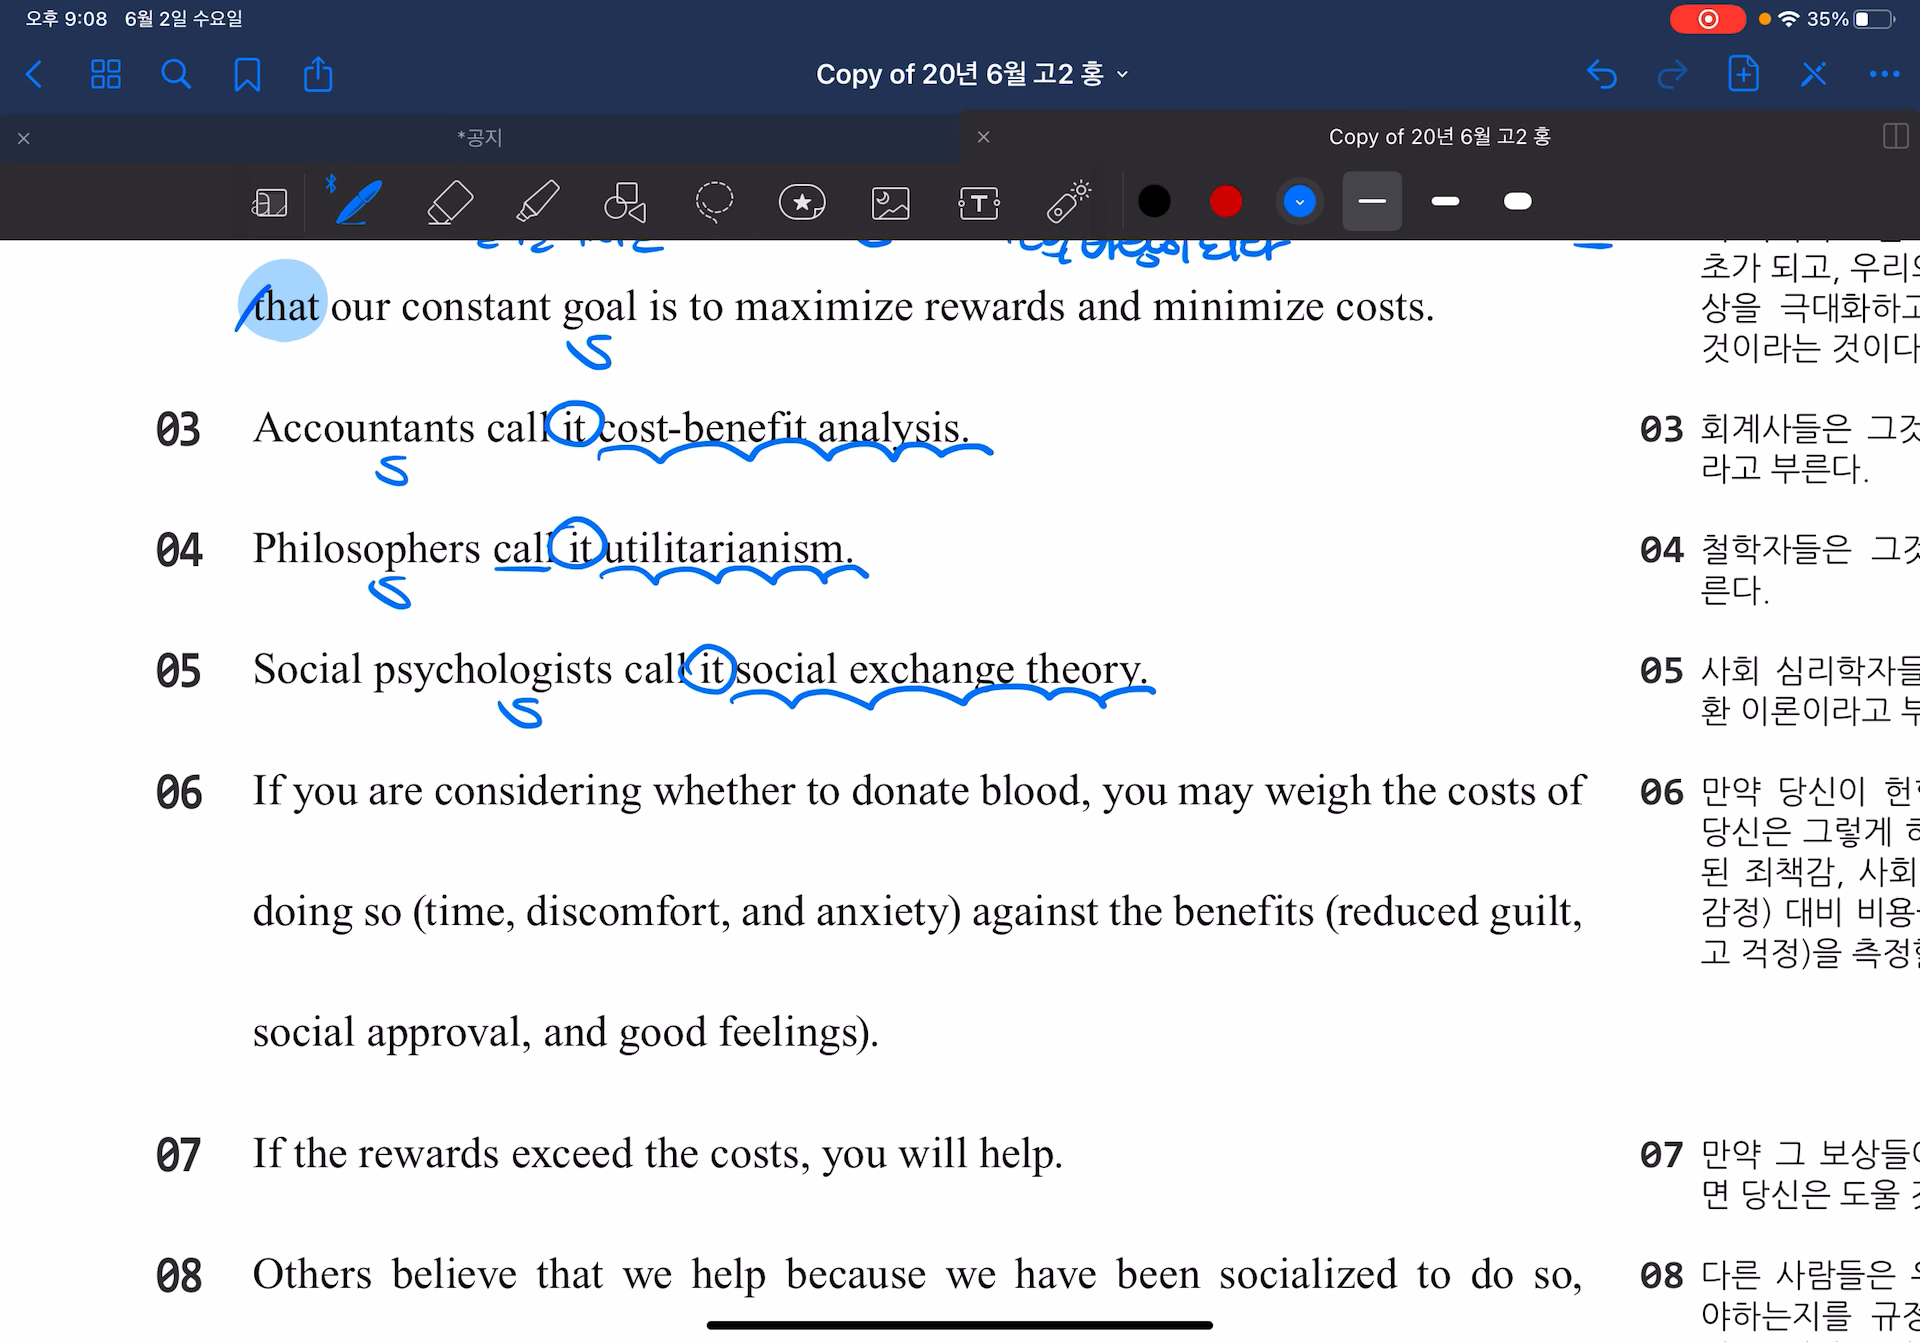 오후 9:08 6월 2일 수요일
35%
Copy of 20년 6월 고2 홍
*공지
Copy of 20년 6월 고2 홍
T
that our constant goal is to maximize rewards and minimize costs.
S
초가 되고, 우리의
상을 극대화하고
것이라는 것이다
03 Accountants call it cost-benefit analysis.
S
03 회계사들은 그것
라고 부른다.
04 Philosophers call it utilitarianism.
S
04 철학자들은 그것
른다.
05 Social psychologists call it social exchange theory.
S
05 사회 심리학자들
환 이론이라고 부
06 If you are considering whether to donate blood, you may weigh the costs of
doing so (time, discomfort, and anxiety) against the benefits (reduced guilt,
social approval, and good feelings).
06 만약 당신이 헌혈
당신은 그렇게 하
된 죄책감, 사회
감정) 대비 비용
고 걱정)을 측정할
07 If the rewards exceed the costs, you will help.
07 만약 그 보상들이
면 당신은 도울 것
08 Others believe that we help because we have been socialized to do so,
08 다른 사람들은 우
야하는지를 규정